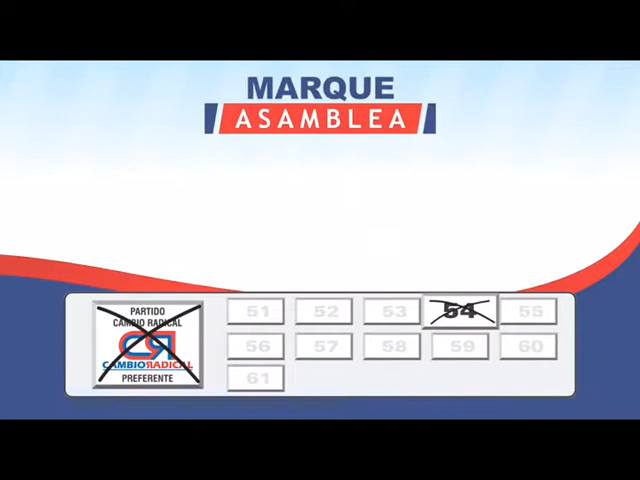 MARQUE
ASAMBLEA
PARTIDO
CAMBIO RADICAL
CR
CAMBIO RADICAL
PREFERENTE
51 52 53 54 55
56 57 58 59 60
61